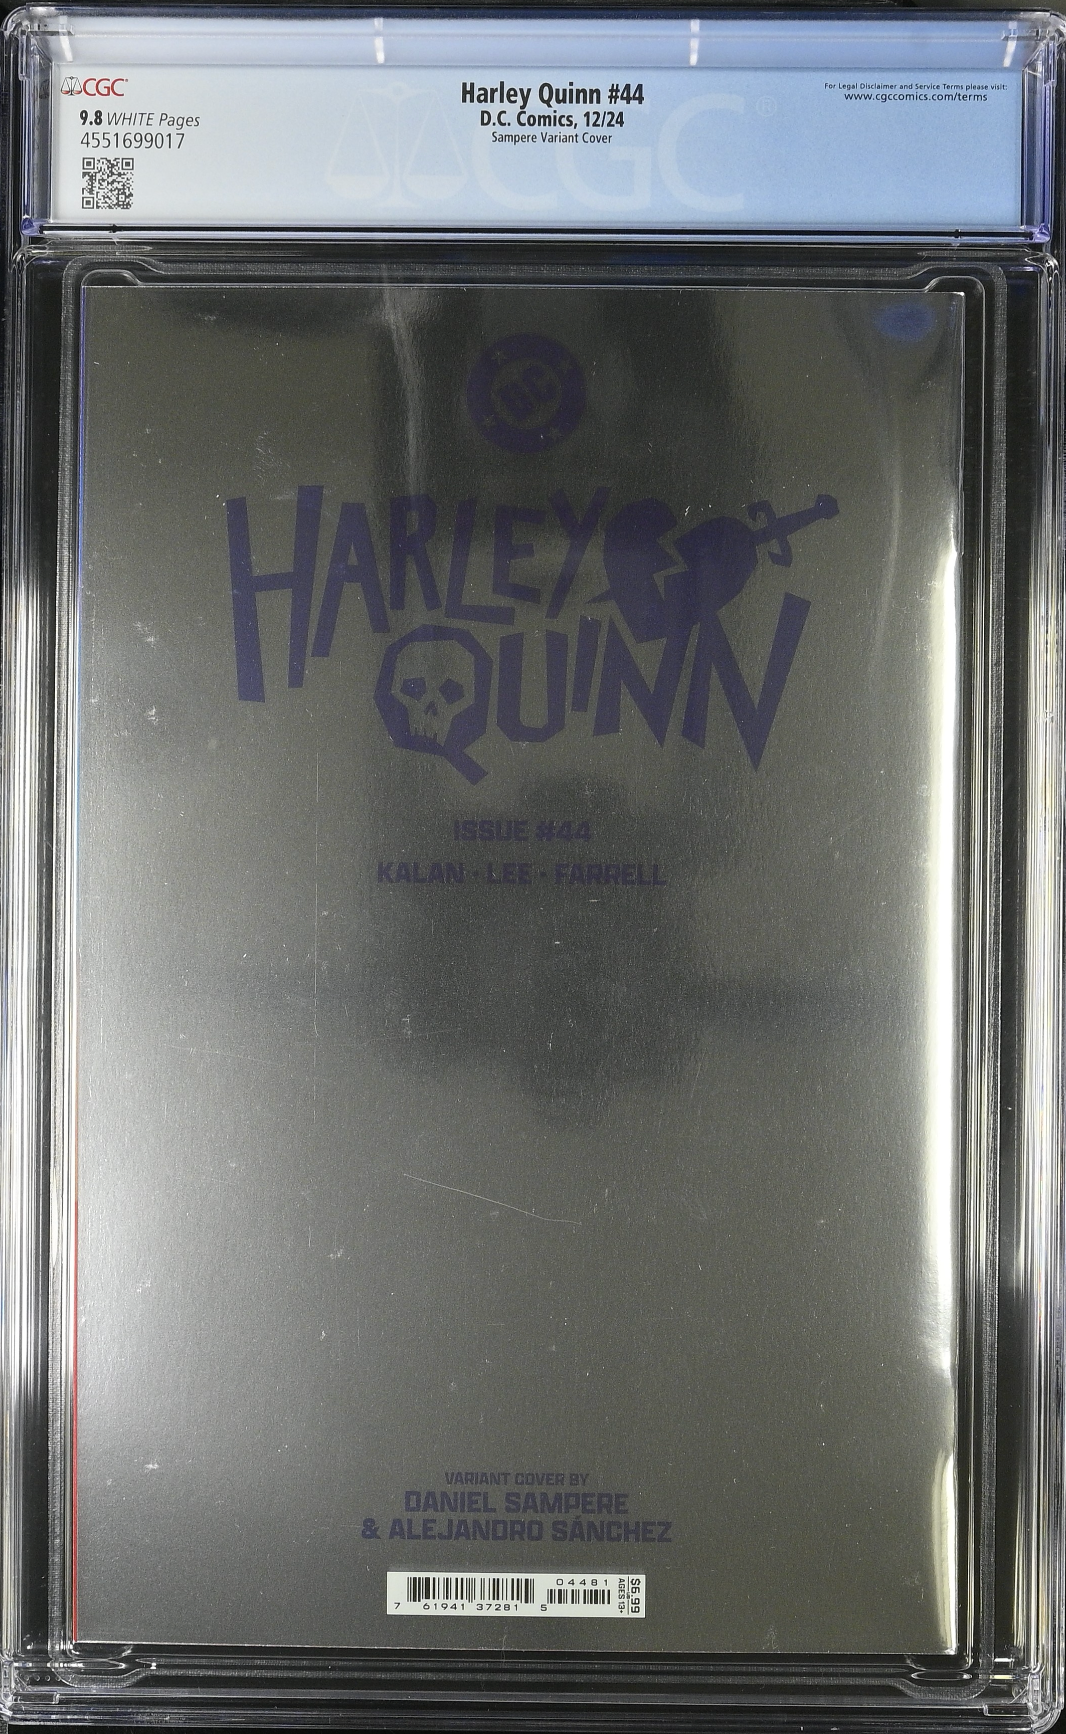 CGC
9.8 WHITE Pages
4551699017
Harley Quinn #44
D.C. Comics, 12/24
Sampere Variant Cover
For Legal Disclaimer and Service Terms please visit:
www.cgccomics.com/terms
CGC®
DC
HARLEY
QUINN
ISSUE #44
KALAN · LEE · FARRELL
VARIANT COVER BY
DANIEL SAMPERE
& ALEJANDRO SÁNCHEZ
04481
7 61941 37281 5
$6.99
AGES 13+